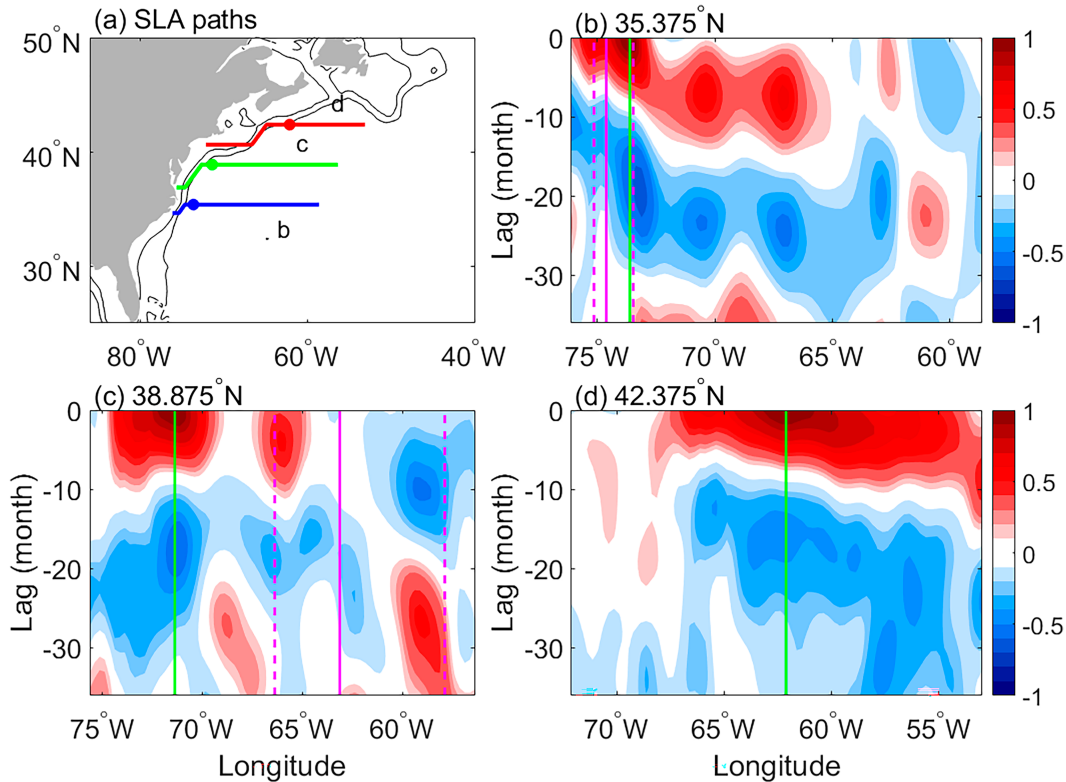 (a) SLA paths
50°N
40°N
30°N
80°W
60°W
40°W
b
c
d
(b) 35.375°N
0
-10
-20
-30
Lag (month)
75°W
70°W
65°W
60°W
1
0.5
0
-0.5
-1
(c) 38.875°N
0
-10
-20
-30
Lag (month)
75°W
70°W
65°W
60°W
Longitude
(d) 42.375°N
0
-10
-20
-30
Lag (month)
70°W
65°W
60°W
55°W
Longitude
1
0.5
0
-0.5
-1